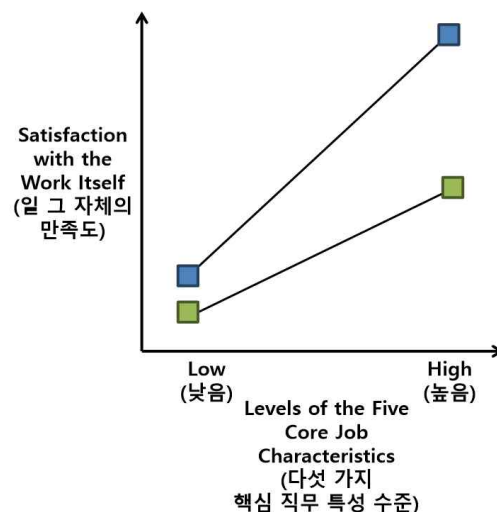 Satisfaction
with the
Work Itself
(일 그 자체의
만족도)
Low
(낮음)
High
(높음)
Levels of the Five
Core Job
Characteristics
(다섯 가지
핵심 직무 특성 수준)